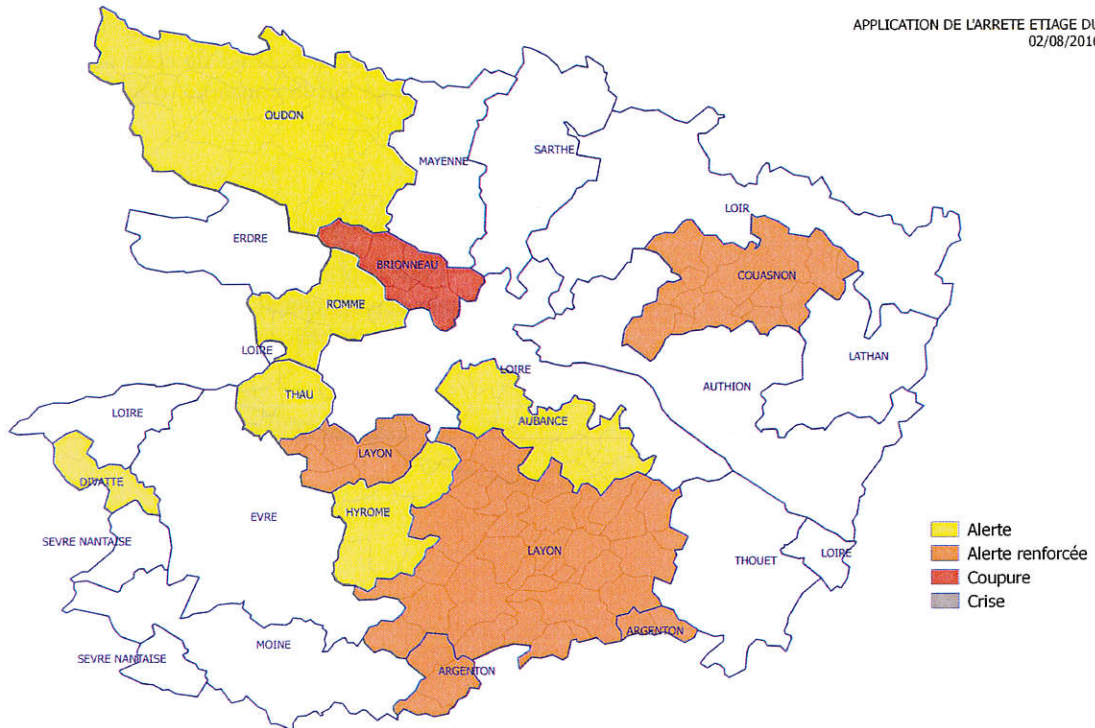 APPLICATION DE L'ARRETE ETIAGE DU
02/08/2016
OUDON
MAYENNE
SARTHE
LOIR
ERDRE
BRIONNEAU
COUASNON
ROMME
LOIRE
LATHAN
LOIRE
AUTHION
THAU
LOIRE
AUBANCE
LAYON
DIVATTE
HYROME
EVRE
SEVRE NANTAISE
LAYON
THOUET
LOIRE
Alerte
Alerte renforcée
Coupure
Crise
ARGENTON
MOINE
SEVRE NANTAISE
ARGENTON